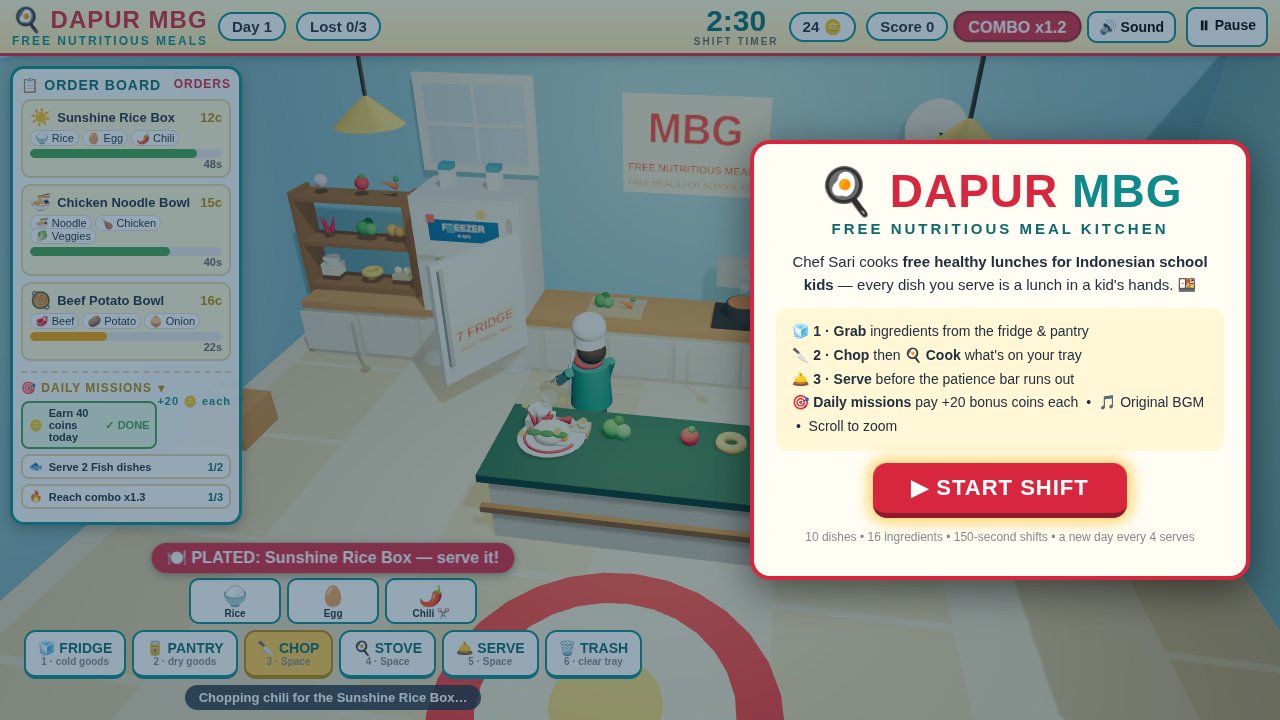 DAPUR MBG
FREE NUTRITIOUS MEALS
Day 1
Lost 0/3
2:30
SHIFT TIMER
24
Score 0
COMBO x1.2
Sound
Pause
ORDER BOARD
ORDERS
Sunshine Rice Box
12c
Rice
Egg
Chili
48s
Chicken Noodle Bowl
15c
Noodle
Chicken
Veggies
40s
Beef Potato Bowl
16c
Beef
Potato
Onion
22s
DAILY MISSIONS ▼
+20 each
Earn 40
coins
today
✓ DONE
Serve 2 Fish dishes
1/2
Reach combo x1.3
1/3
MBG
FREE NUTRITIOUS
FREE MEALS FOR SCHOOL
FREEZER
7 FRIDGE
DAPUR MBG
FREE NUTRITIOUS MEAL KITCHEN
Chef Sari cooks free healthy lunches for Indonesian school
kids — every dish you serve is a lunch in a kid's hands.
1 · Grab ingredients from the fridge & pantry
2 · Chop then Cook what's on your tray
3 · Serve before the patience bar runs out
Daily missions pay +20 bonus coins each • Original BGM
• Scroll to zoom
▶ START SHIFT
10 dishes • 16 ingredients • 150-second shifts • a new day every 4 serves
PLATED: Sunshine Rice Box — serve it!
Rice
Egg
Chili
FRIDGE
1 · cold goods
PANTRY
2 · dry goods
CHOP
3 · Space
STOVE
4 · Space
SERVE
5 · Space
TRASH
6 · clear tray
Chopping chili for the Sunshine Rice Box…